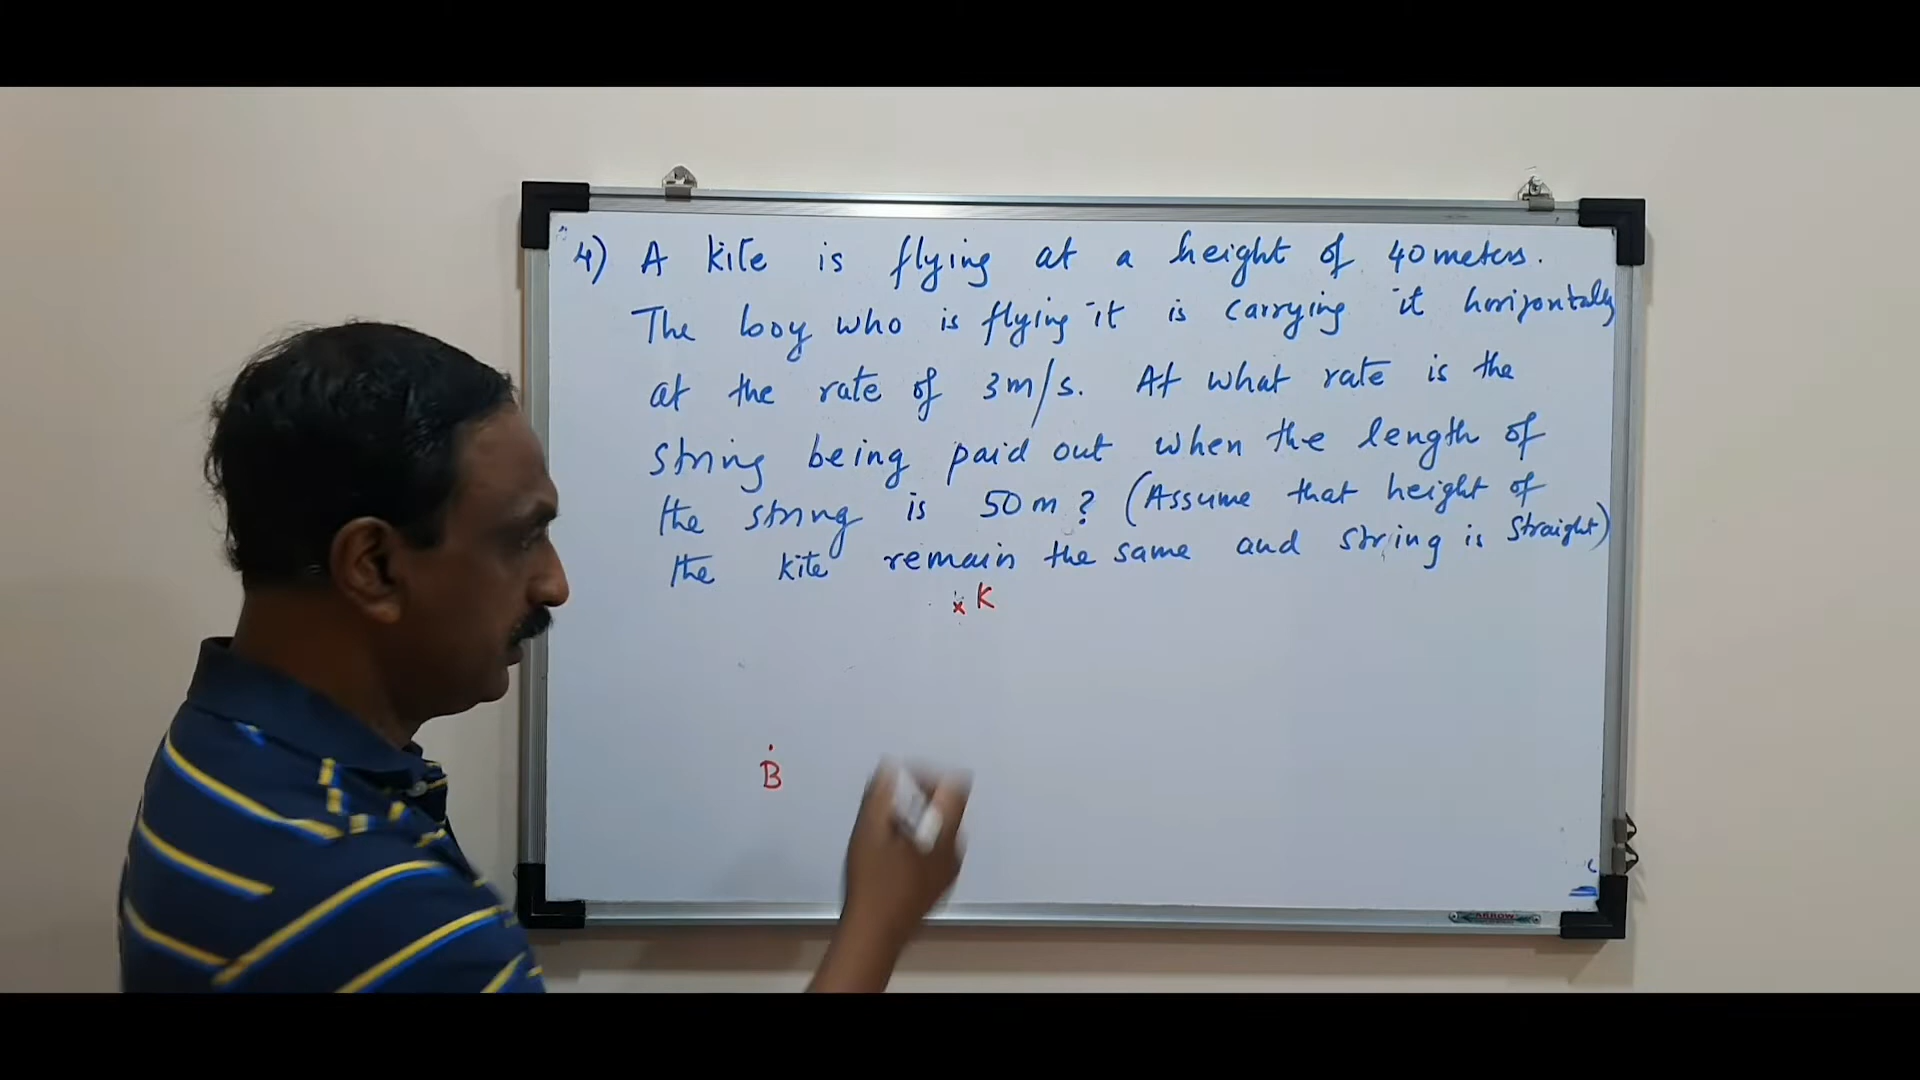 4) A kite is flying at a height of 40 meters.
The boy who is flying it is carrying it horizontally
at the rate of 3m/s. At what rate is the
string being paid out when the length of
the string is 50m? (Assume that height of
the kite remain the same and string is straight)
x K
B
ARROW